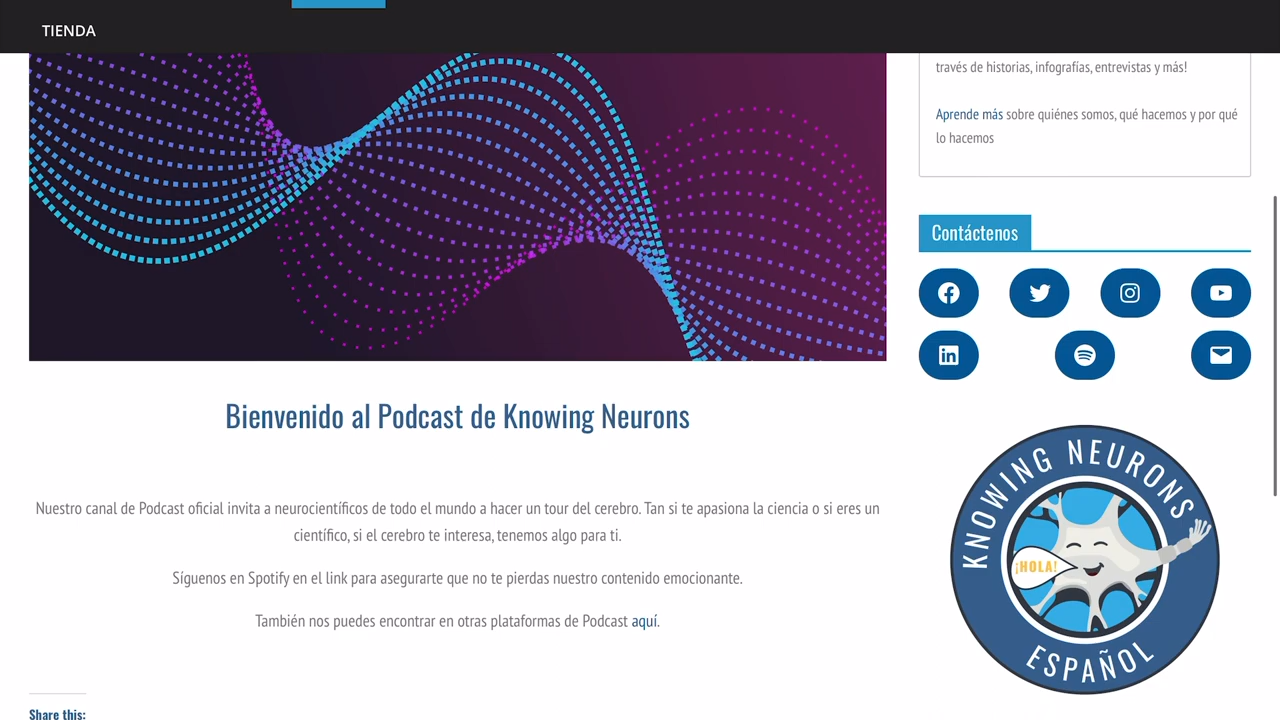 TIENDA
través de historias, infografías, entrevistas y más!
Aprende más sobre quiénes somos, qué hacemos y por qué
lo hacemos
Contáctenos
Bienvenido al Podcast de Knowing Neurons
Nuestro canal de Podcast oficial invita a neurocientíficos de todo el mundo a hacer un tour del cerebro. Tan si te apasiona la ciencia o si eres un
científico, si el cerebro te interesa, tenemos algo para ti.
Síguenos en Spotify en el link para asegurarte que no te pierdas nuestro contenido emocionante.
También nos puedes encontrar en otras plataformas de Podcast aquí.
KNOWING NEURONS
¡HOLA!
ESPAÑOL
Share this: